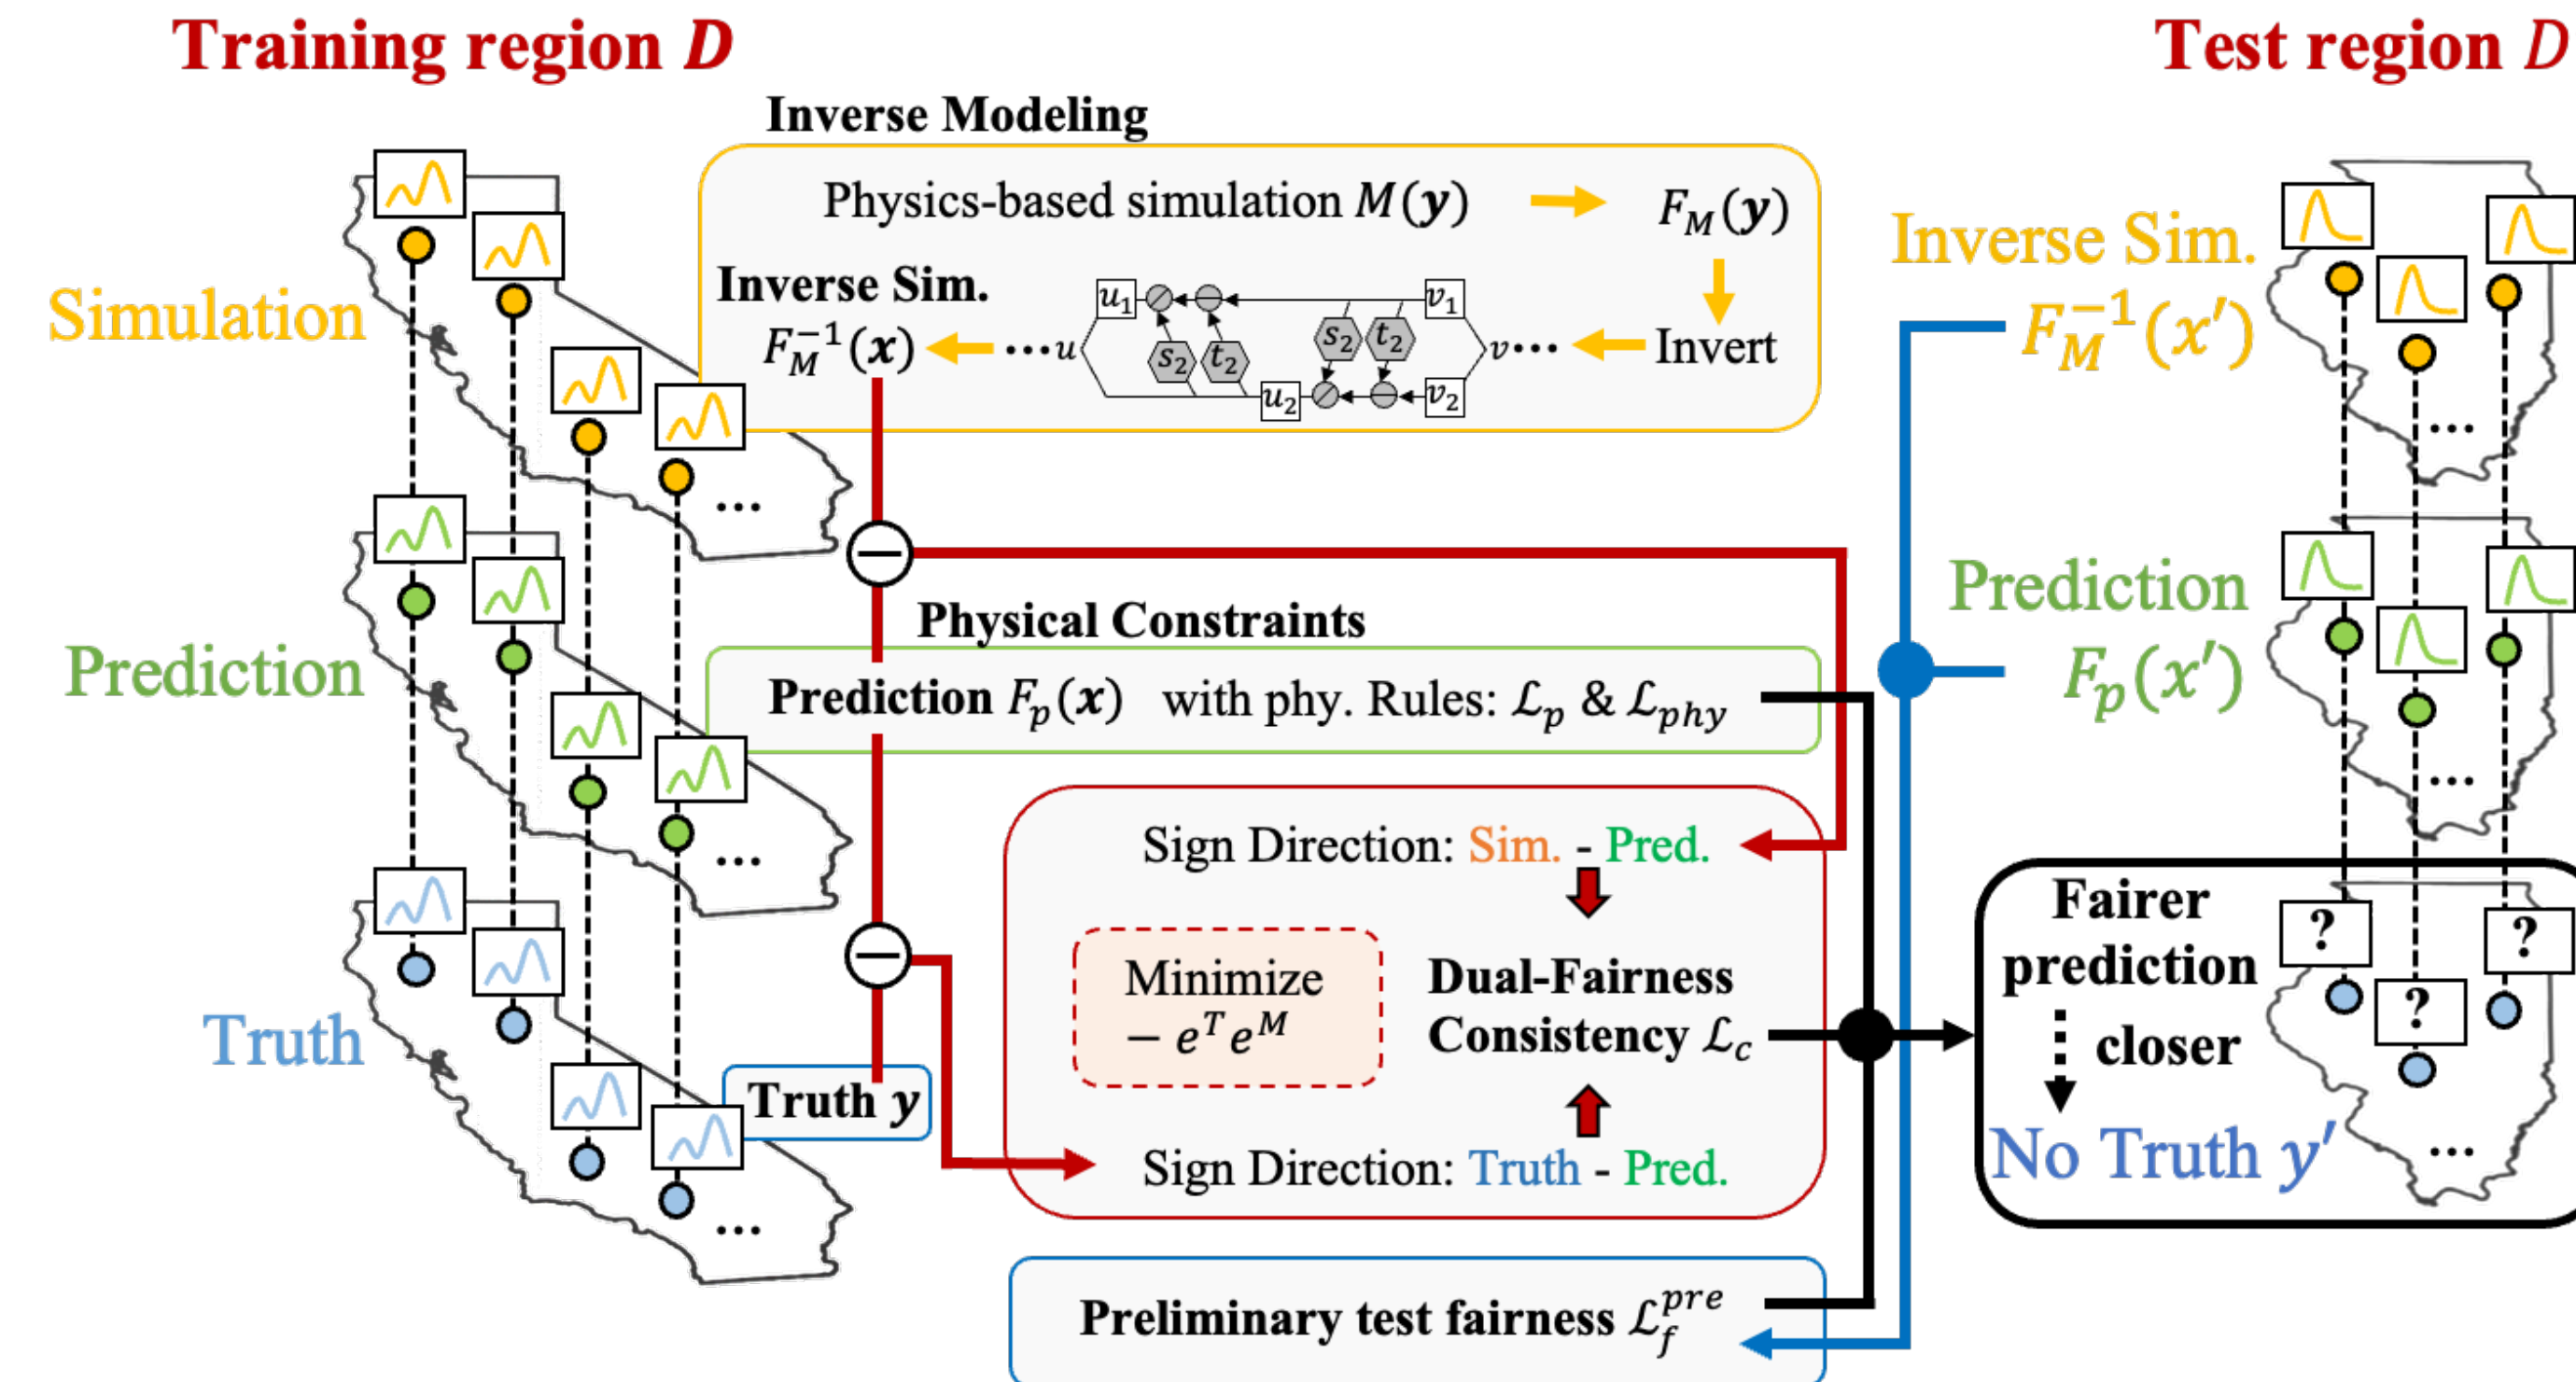 Training region D
Test region D
Inverse Modeling
Physics-based simulation M(y)
F_M(y)
Inverse Sim.
F_M^{-1}(x)
...u
u_1
s_2
t_2
u_2
s_2
t_2
v_1
v_2
v...
Invert
Simulation
...
Prediction
...
Truth
...
Physical Constraints
Prediction F_p(x) with phy. Rules: ℒ_p & ℒ_phy
Sign Direction: Sim. - Pred.
Minimize
− e^T e^M
Dual-Fairness
Consistency ℒ_c
Sign Direction: Truth - Pred.
Truth y
Preliminary test fairness ℒ_f^{pre}
Inverse Sim.
F_M^{-1}(x′)
...
Prediction
F_p(x′)
...
Fairer
prediction
closer
No Truth y′
?
?
?
...